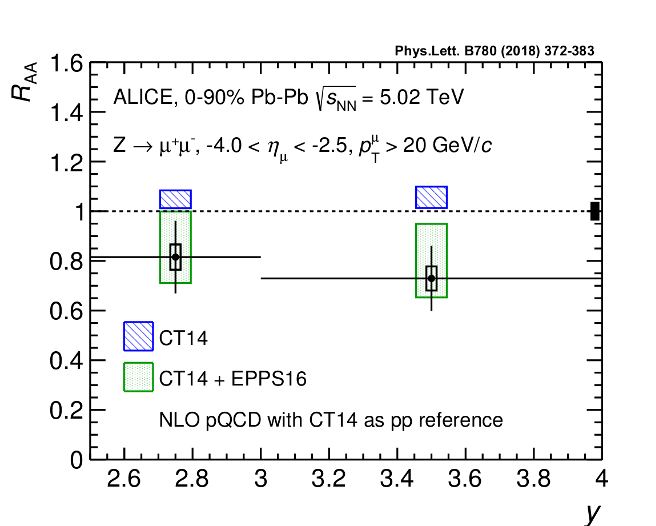 Phys.Lett. B780 (2018) 372-383
R_AA
1.6
1.4
1.2
1
0.8
0.6
0.4
0.2
0
ALICE, 0-90% Pb-Pb √s_NN = 5.02 TeV
Z → μ⁺μ⁻, -4.0 < η_μ < -2.5, p_T^μ > 20 GeV/c
CT14
CT14 + EPPS16
NLO pQCD with CT14 as pp reference
2.6 2.8 3 3.2 3.4 3.6 3.8 4
y